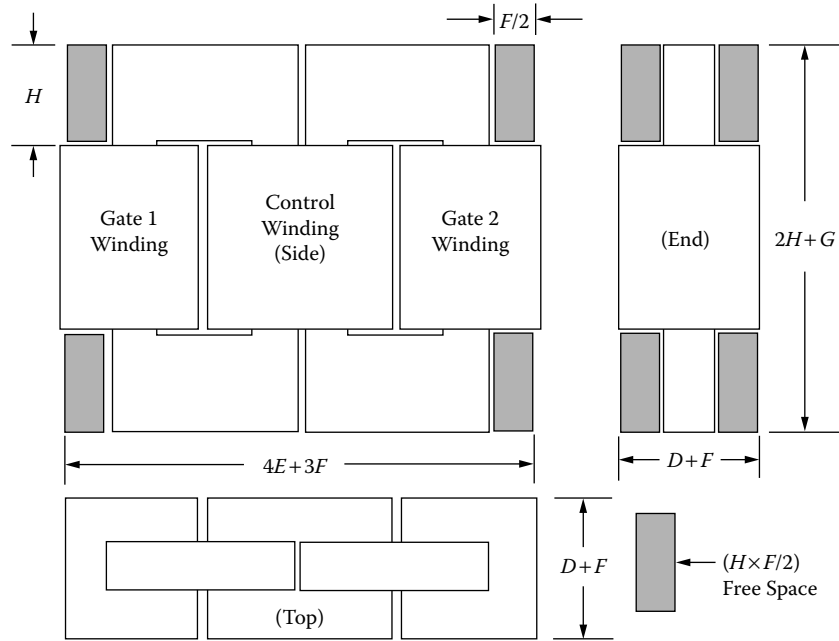 F/2
H
Gate 1
Winding
Control
Winding
(Side)
Gate 2
Winding
(End)
2H+G
4E+3F
D+F
D+F
(Top)
(H×F/2)
Free Space